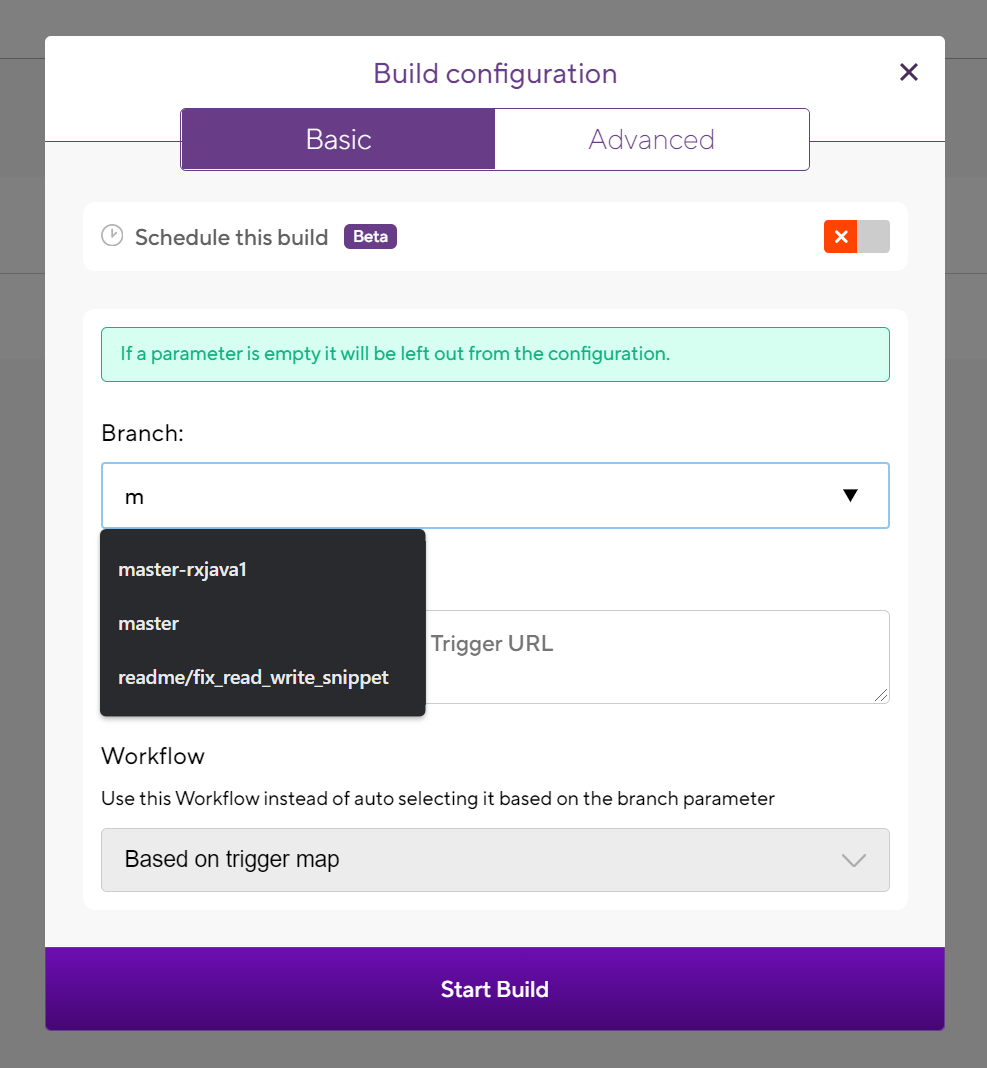 Build configuration
Basic
Advanced
Schedule this build
Beta
If a parameter is empty it will be left out from the configuration.
Branch:
m
master-rxjava1
master
readme/fix_read_write_snippet
Trigger URL
Workflow
Use this Workflow instead of auto selecting it based on the branch parameter
Based on trigger map
Start Build